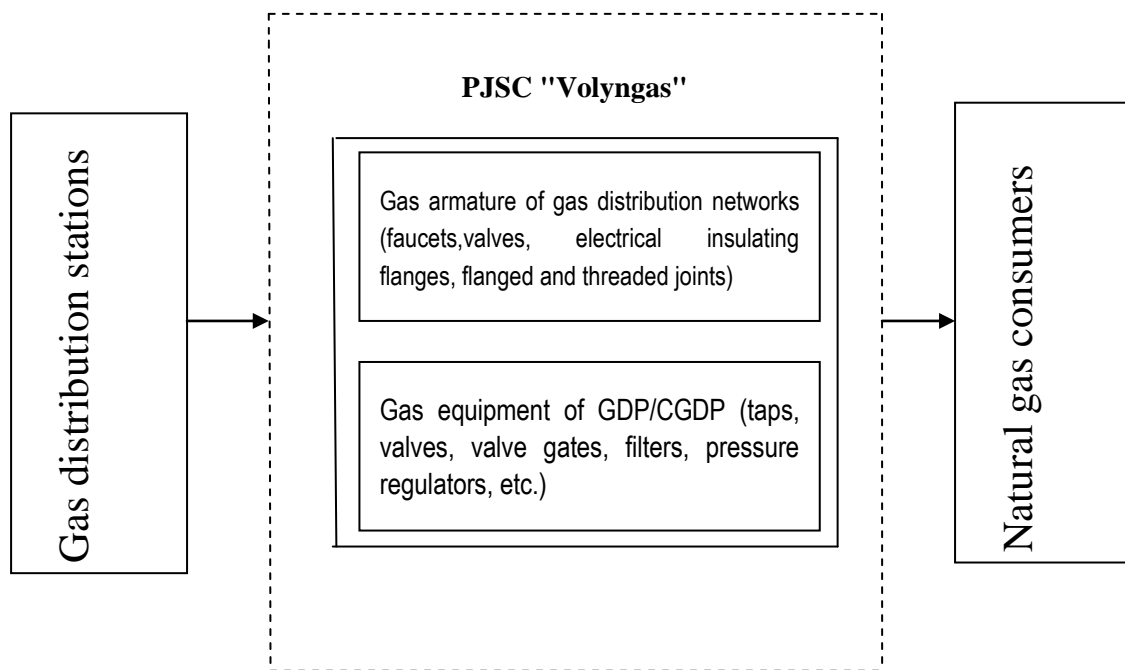 Gas distribution stations
PJSC "Volyngas"
Gas armature of gas distribution networks
(faucets,valves, electrical insulating
flanges, flanged and threaded joints)
Gas equipment of GDP/CGDP (taps,
valves, valve gates, filters, pressure
regulators, etc.)
Natural gas consumers